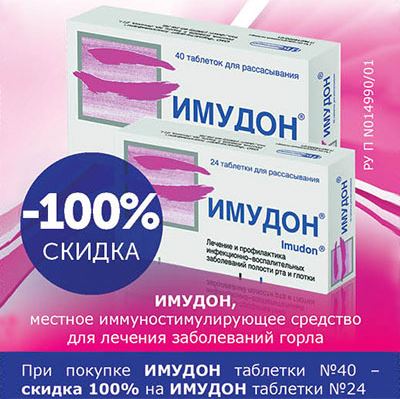 40 таблеток для рассасывания
ИМУДОН®
24 таблетки для рассасывания
ИМУДОН®
Imudon®
Лечение и профилактика
инфекционно-воспалительных
заболеваний полости рта и глотки
РУ П N014990/01
-100%
СКИДКА
ИМУДОН,
местное иммуностимулирующее средство
для лечения заболеваний горла
При покупке ИМУДОН таблетки №40 –
скидка 100% на ИМУДОН таблетки №24